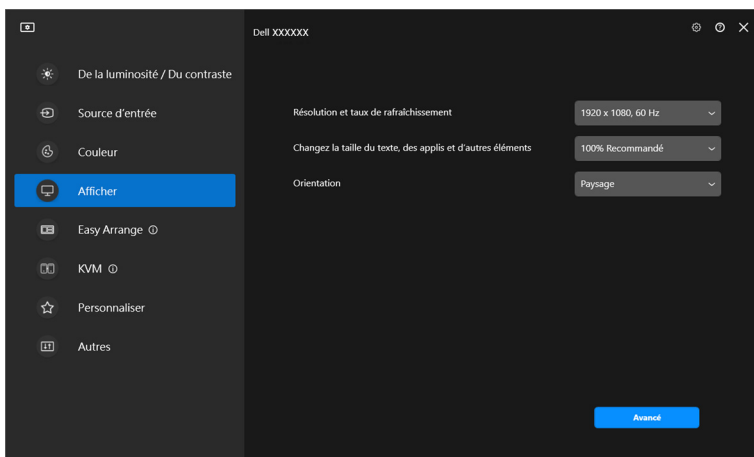 Dell XXXXXX
De la luminosité / Du contraste
Source d'entrée
Couleur
Afficher
Easy Arrange
KVM
Personnaliser
Autres
Résolution et taux de rafraîchissement
1920 x 1080, 60 Hz
Changez la taille du texte, des applis et d'autres éléments
100% Recommandé
Orientation
Paysage
Avancé